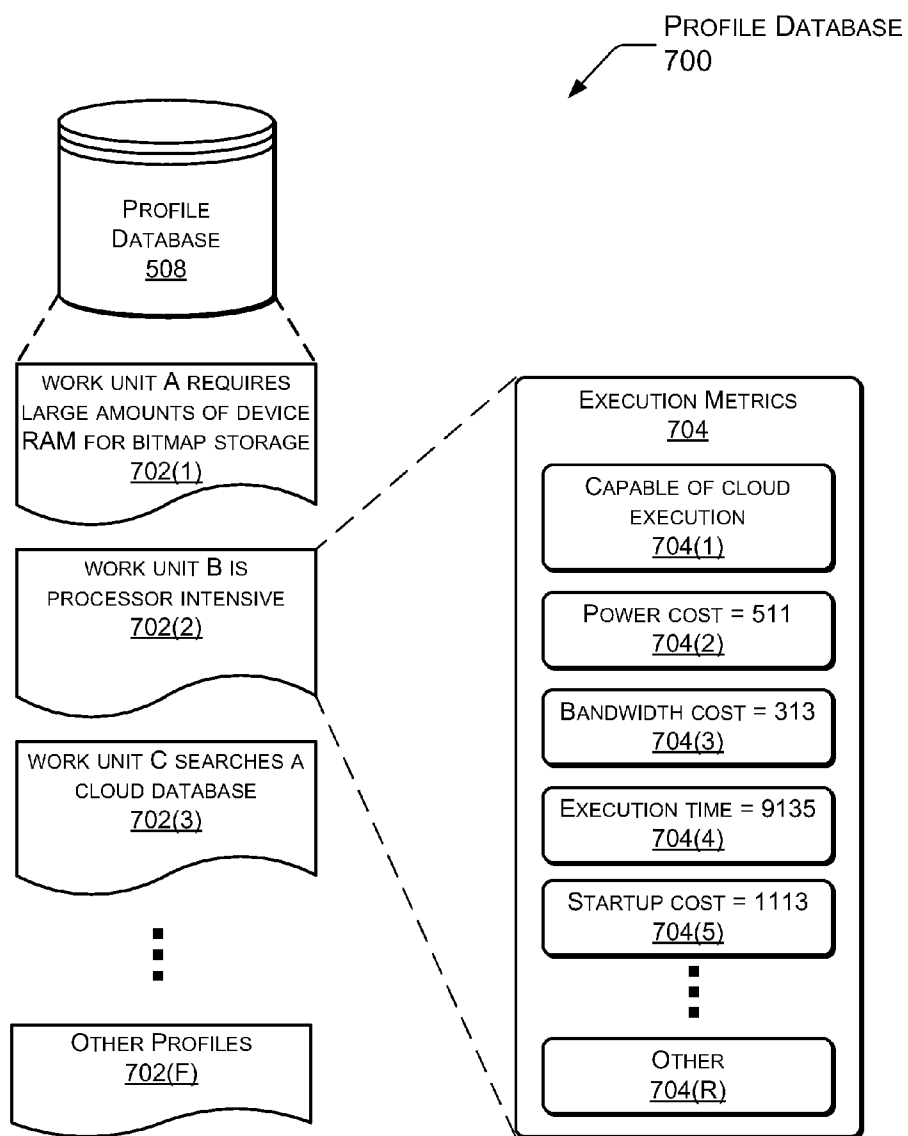 PROFILE DATABASE
700
PROFILE
DATABASE
508
WORK UNIT A REQUIRES
LARGE AMOUNTS OF DEVICE
RAM FOR BITMAP STORAGE
702(1)
WORK UNIT B IS
PROCESSOR INTENSIVE
702(2)
WORK UNIT C SEARCHES A
CLOUD DATABASE
702(3)
OTHER PROFILES
702(F)
EXECUTION METRICS
704
CAPABLE OF CLOUD
EXECUTION
704(1)
POWER COST = 511
704(2)
BANDWIDTH COST = 313
704(3)
EXECUTION TIME = 9135
704(4)
STARTUP COST = 1113
704(5)
OTHER
704(R)